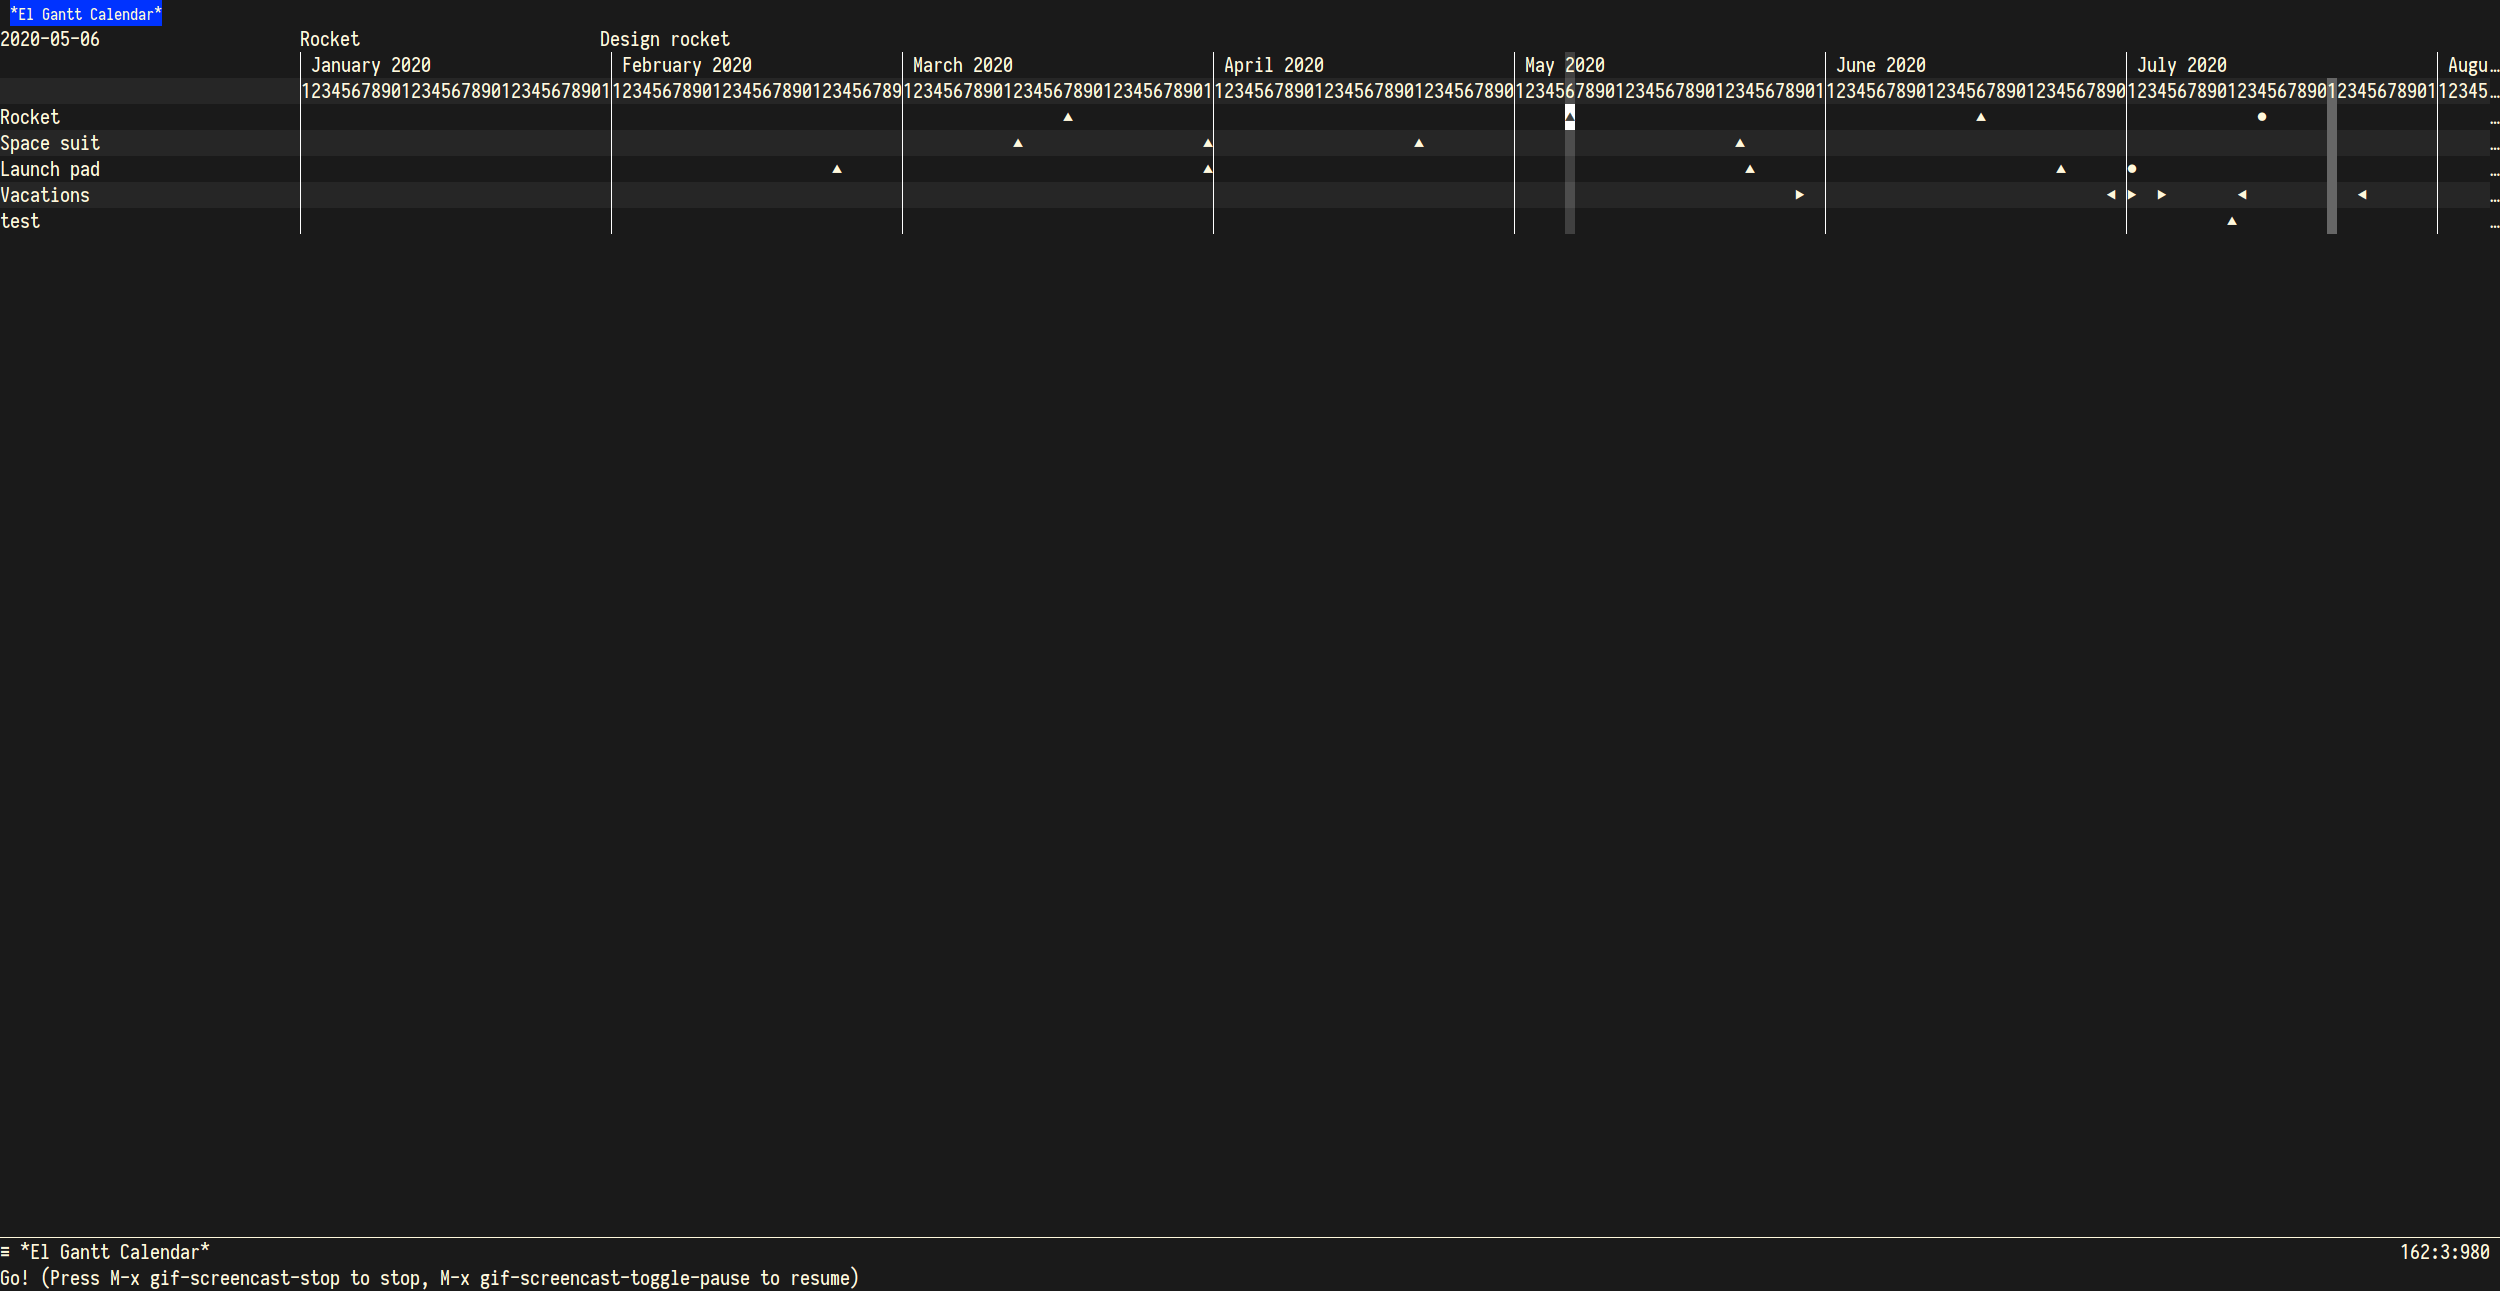 *El Gantt Calendar*
2020-05-06 Rocket Design rocket
January 2020 February 2020 March 2020 April 2020 May 2020 June 2020 July 2020 Augu…
1234567890123456789012345678901 12345678901234567890123456789 1234567890123456789012345678901 123456789012345678901234567890 1234567890123456789012345678901 123456789012345678901234567890 1234567890123456789012345678901 12345…
Rocket ▲ ▲ ▲ ● …
Space suit ▲ ▲ ▲ ▲ …
Launch pad ▲ ▲ ▲ ▲ ● …
Vacations ▶ ◀ ▶ ▶ ◀ ◀ …
test ▲ …
≡ *El Gantt Calendar* 162:3:980
Go! (Press M-x gif-screencast-stop to stop, M-x gif-screencast-toggle-pause to resume)